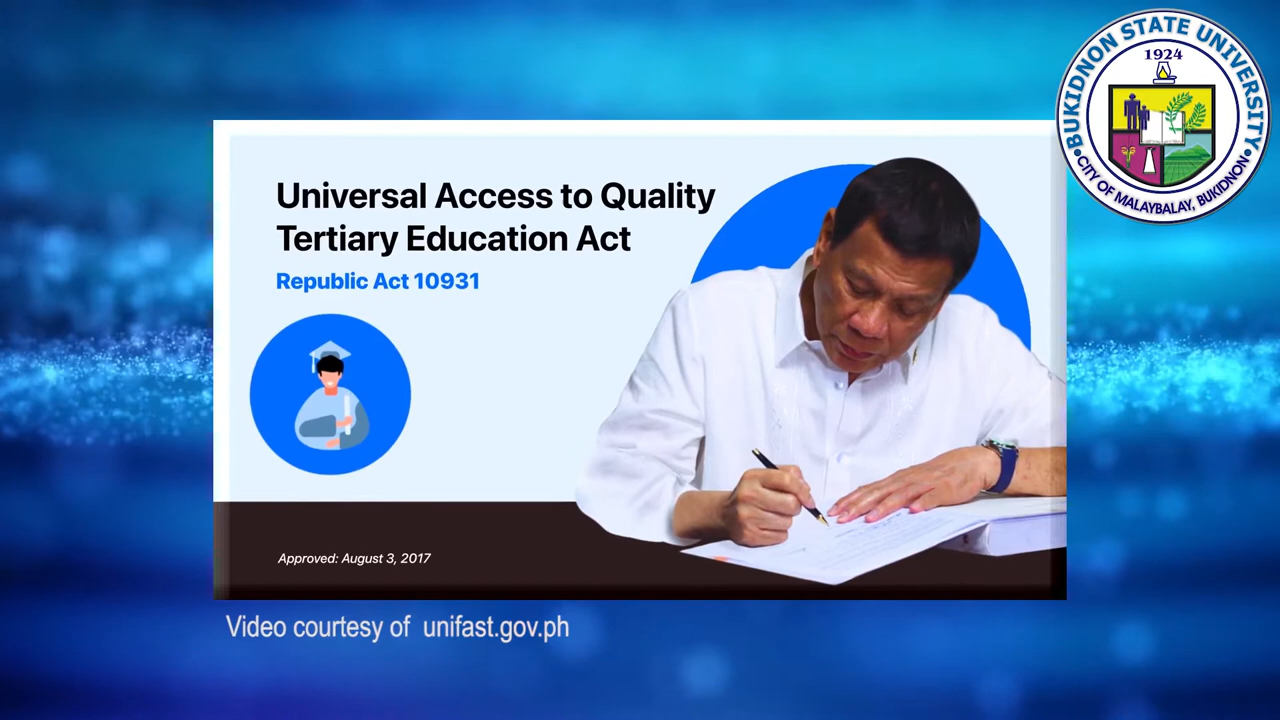 Universal Access to Quality
Tertiary Education Act
Republic Act 10931
Approved: August 3, 2017
Video courtesy of unifast.gov.ph
BUKIDNON STATE UNIVERSITY
1924
CITY OF MALAYBALAY, BUKIDNON